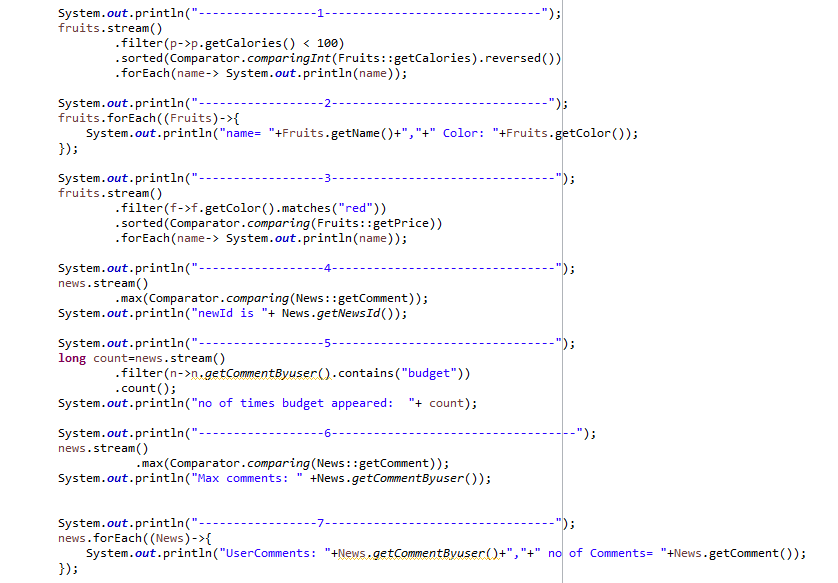 System.out.println("-----------------1-------------------------------");
fruits.stream()
.filter(p->p.getCalories() < 100)
.sorted(Comparator.comparingInt(Fruits::getCalories).reversed())
.forEach(name-> System.out.println(name));
System.out.println("------------------2-------------------------------");
fruits.forEach((Fruits)->{
System.out.println("name= "+Fruits.getName()+","+" Color: "+Fruits.getColor());
});
System.out.println("------------------3--------------------------------");
fruits.stream()
.filter(f->f.getColor().matches("red"))
.sorted(Comparator.comparing(Fruits::getPrice))
.forEach(name-> System.out.println(name));
System.out.println("------------------4--------------------------------");
news.stream()
.max(Comparator.comparing(News::getComment));
System.out.println("newId is "+ News.getNewsId());
System.out.println("------------------5--------------------------------");
long count=news.stream()
.filter(n->n.getCommentByuser().contains("budget"))
.count();
System.out.println("no of times budget appeared:  "+ count);
System.out.println("------------------6-----------------------------------");
news.stream()
.max(Comparator.comparing(News::getComment));
System.out.println("Max comments: " +News.getCommentByuser());
System.out.println("-----------------7---------------------------------");
news.forEach((News)->{
System.out.println("UserComments: "+News.getCommentByuser()+","+" no of Comments= "+News.getComment());
});